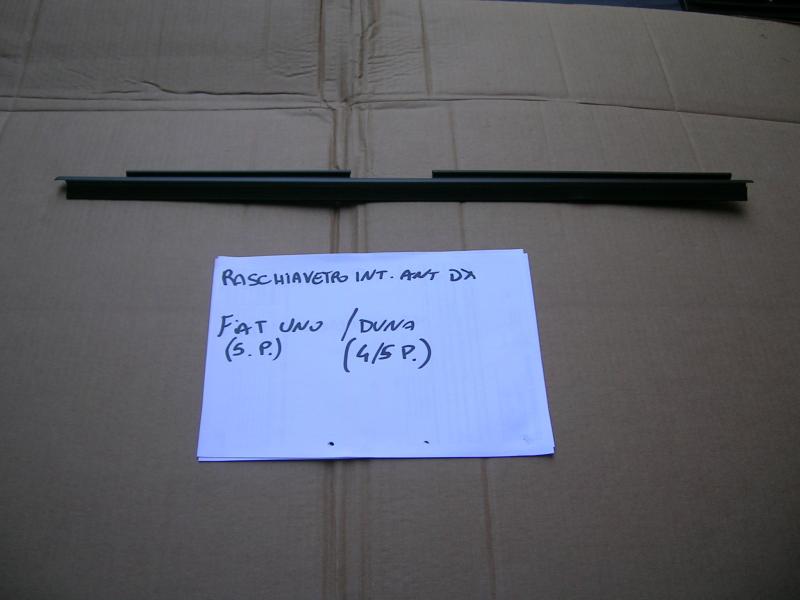 RASCHIAVETRO INT. ANT DX
FIAT UNO / DUNA
(5. P.) (4/5 P.)